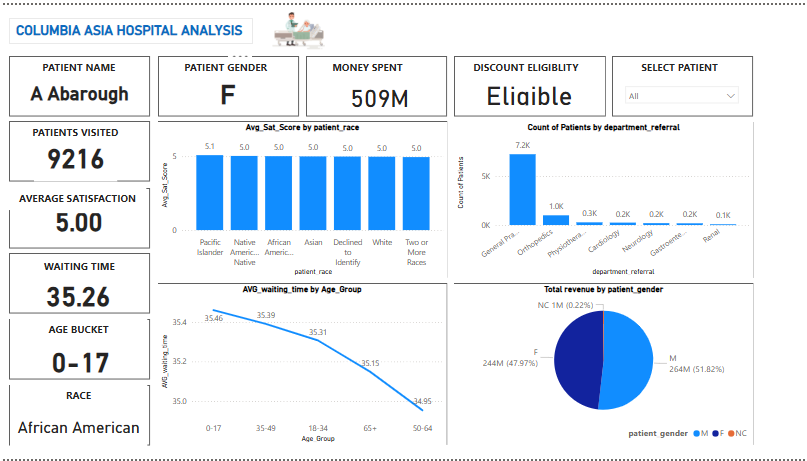 COLUMBIA ASIA HOSPITAL ANALYSIS
PATIENT NAME
A Abarough
PATIENT GENDER
F
MONEY SPENT
509M
DISCOUNT ELIGIBLITY
Eligible
SELECT PATIENT
All
PATIENTS VISITED
9216
AVERAGE SATISFACTION
5.00
WAITING TIME
35.26
AGE BUCKET
0-17
RACE
African American
Avg_Sat_Score by patient_race
Avg_Sat_Score
5
0
5.1 5.0 5.0 5.0 5.0 5.0 5.0
Pacific Islander
Native Americ... Native
African Americ...
Asian
Declined to Identify
White
Two or More Races
patient_race
Count of Patients by department_referral
Count of Patients
5K
0K
7.2K 1.0K 0.3K 0.2K 0.2K 0.2K 0.1K
General Pra...
Orthopedics
Physiothera...
Cardiology
Neurology
Gastroente...
Renal
department_referral
AVG_waiting_time by Age_Group
AVG_waiting_time
35.4
35.2
35.0
35.46 35.39 35.31 35.15 34.95
0-17 35-49 18-34 65+ 50-64
Age_Group
Total revenue by patient_gender
NC 1M (0.22%)
F
244M (47.97%)
M
264M (51.82%)
patient_gender M F NC